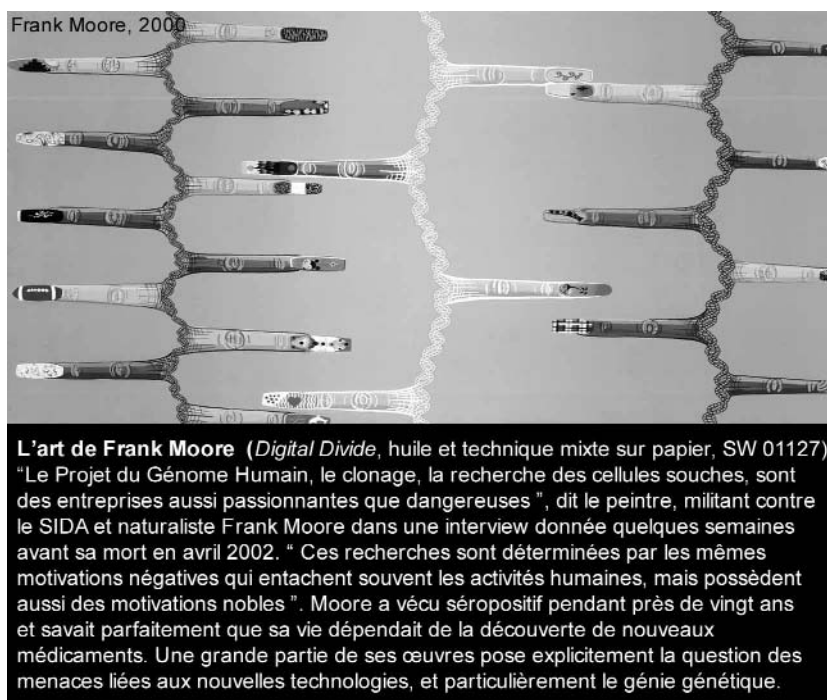 Frank Moore, 2000
L'art de Frank Moore (Digital Divide, huile et technique mixte sur papier, SW 01127)
“Le Projet du Génome Humain, le clonage, la recherche des cellules souches, sont
des entreprises aussi passionnantes que dangereuses ”, dit le peintre, militant contre
le SIDA et naturaliste Frank Moore dans une interview donnée quelques semaines
avant sa mort en avril 2002. “ Ces recherches sont déterminées par les mêmes
motivations négatives qui entachent souvent les activités humaines, mais possèdent
aussi des motivations nobles ”. Moore a vécu séropositif pendant près de vingt ans
et savait parfaitement que sa vie dépendait de la découverte de nouveaux
médicaments. Une grande partie de ses œuvres pose explicitement la question des
menaces liées aux nouvelles technologies, et particulièrement le génie génétique.